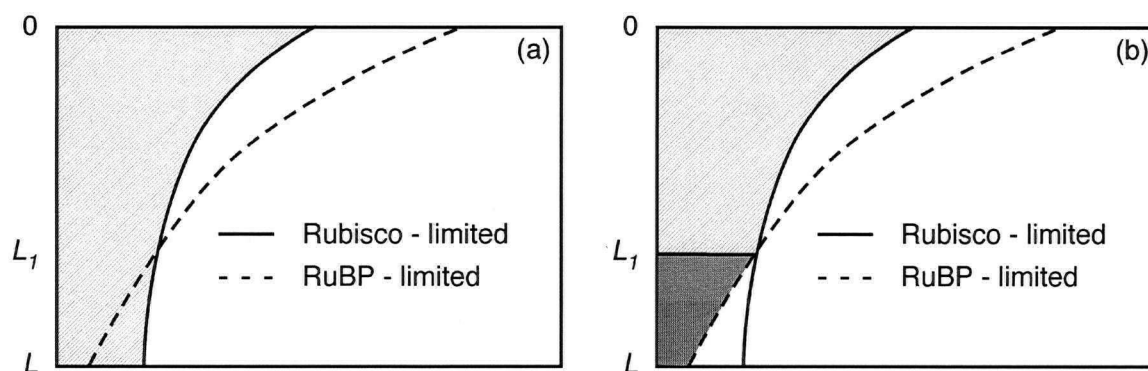 0
(a)
L1
Rubisco - limited
RuBP - limited
L
0
(b)
L1
Rubisco - limited
RuBP - limited
L